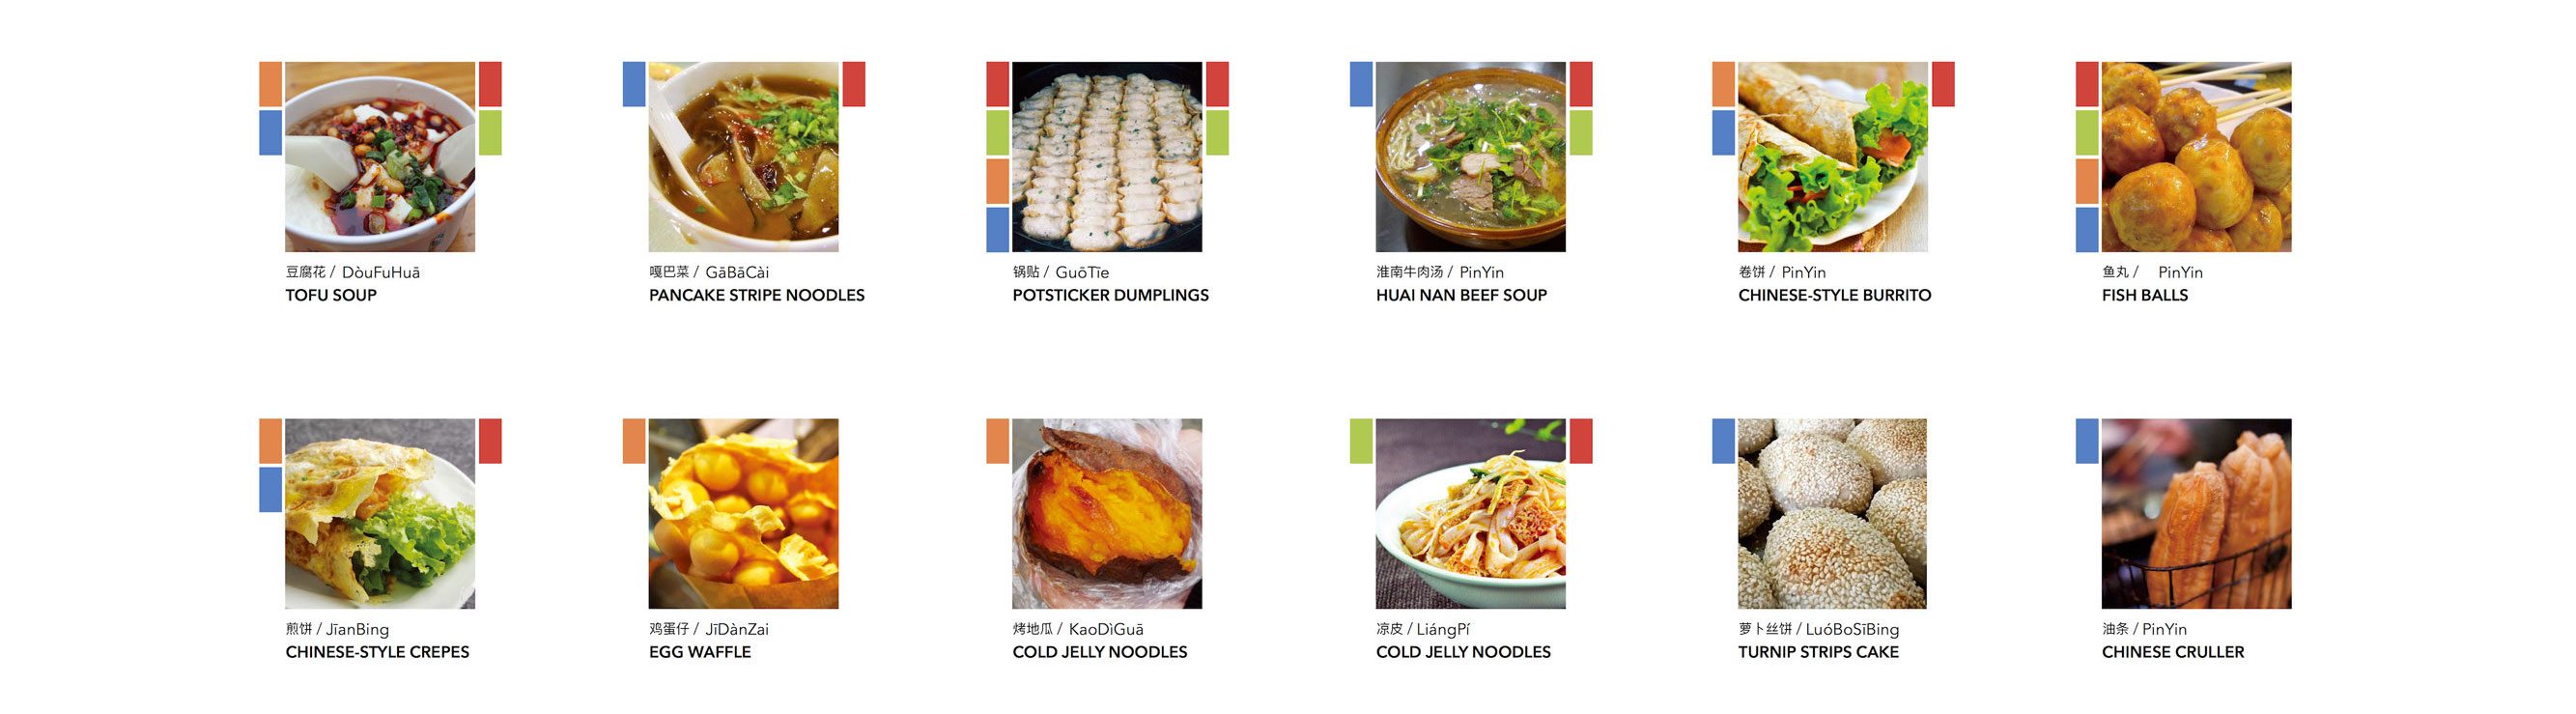 豆腐花 / DòuFuHuā
TOFU SOUP
嘎巴菜 / GāBāCài
PANCAKE STRIPE NOODLES
锅贴 / GuōTīe
POTSTICKER DUMPLINGS
淮南牛肉汤 / PinYin
HUAI NAN BEEF SOUP
卷饼 / PinYin
CHINESE-STYLE BURRITO
鱼丸 / PinYin
FISH BALLS
煎饼 / JīanBing
CHINESE-STYLE CREPES
鸡蛋仔 / JīDànZai
EGG WAFFLE
烤地瓜 / KaoDìGuā
COLD JELLY NOODLES
凉皮 / LiángPí
COLD JELLY NOODLES
萝卜丝饼 / LuóBoSīBing
TURNIP STRIPS CAKE
油条 / PinYin
CHINESE CRULLER